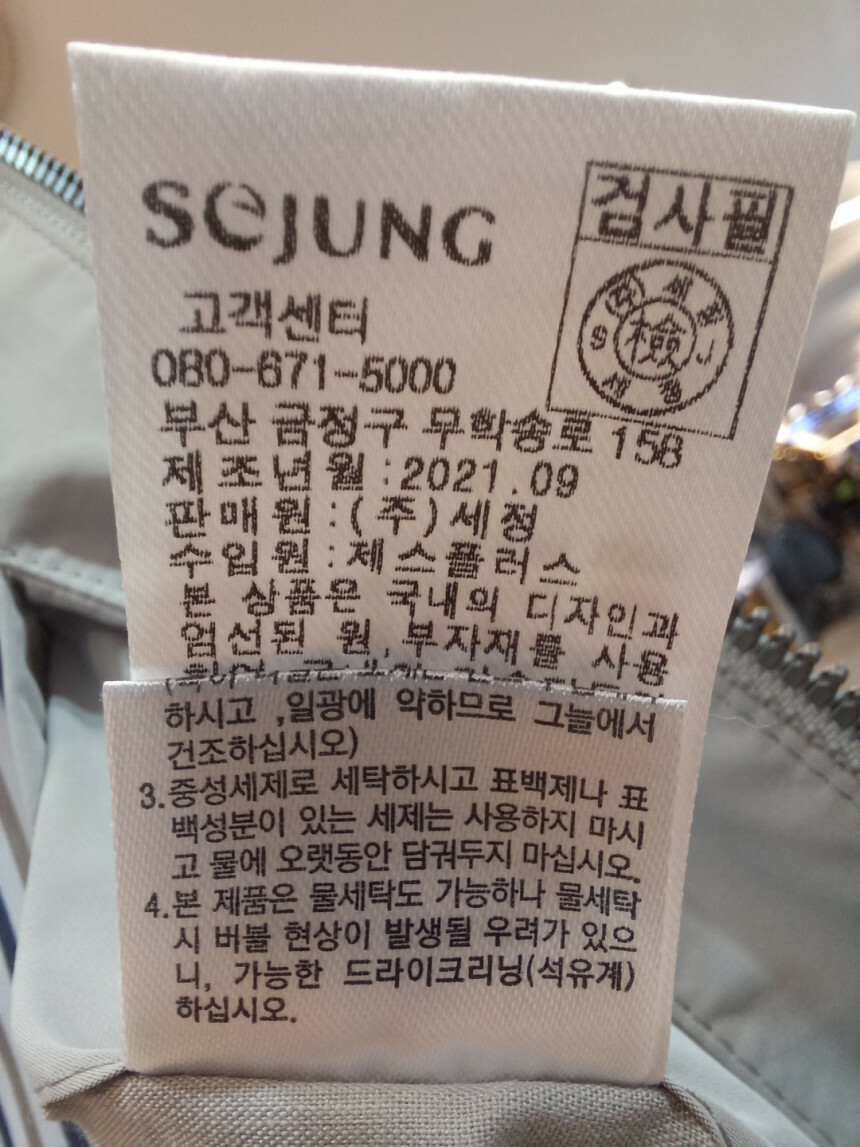 SeJUNG
검사필
(주)세정
檢
고객센터
080-671-5000
부산 금정구 무학송로 158
제조년월:2021.09
판매원:(주)세정
수입원:제스플러스
본 상품은 국내의 디자인과
엄선된 원,부자재를 사용
하시고 ,일광에 약하므로 그늘에서
건조하십시오)
3.중성세제로 세탁하시고 표백제나 표
백성분이 있는 세제는 사용하지 마시
고 물에 오랫동안 담궈두지 마십시오.
4.본 제품은 물세탁도 가능하나 물세탁
시 버블 현상이 발생될 우려가 있으
니, 가능한 드라이크리닝(석유계)
하십시오.